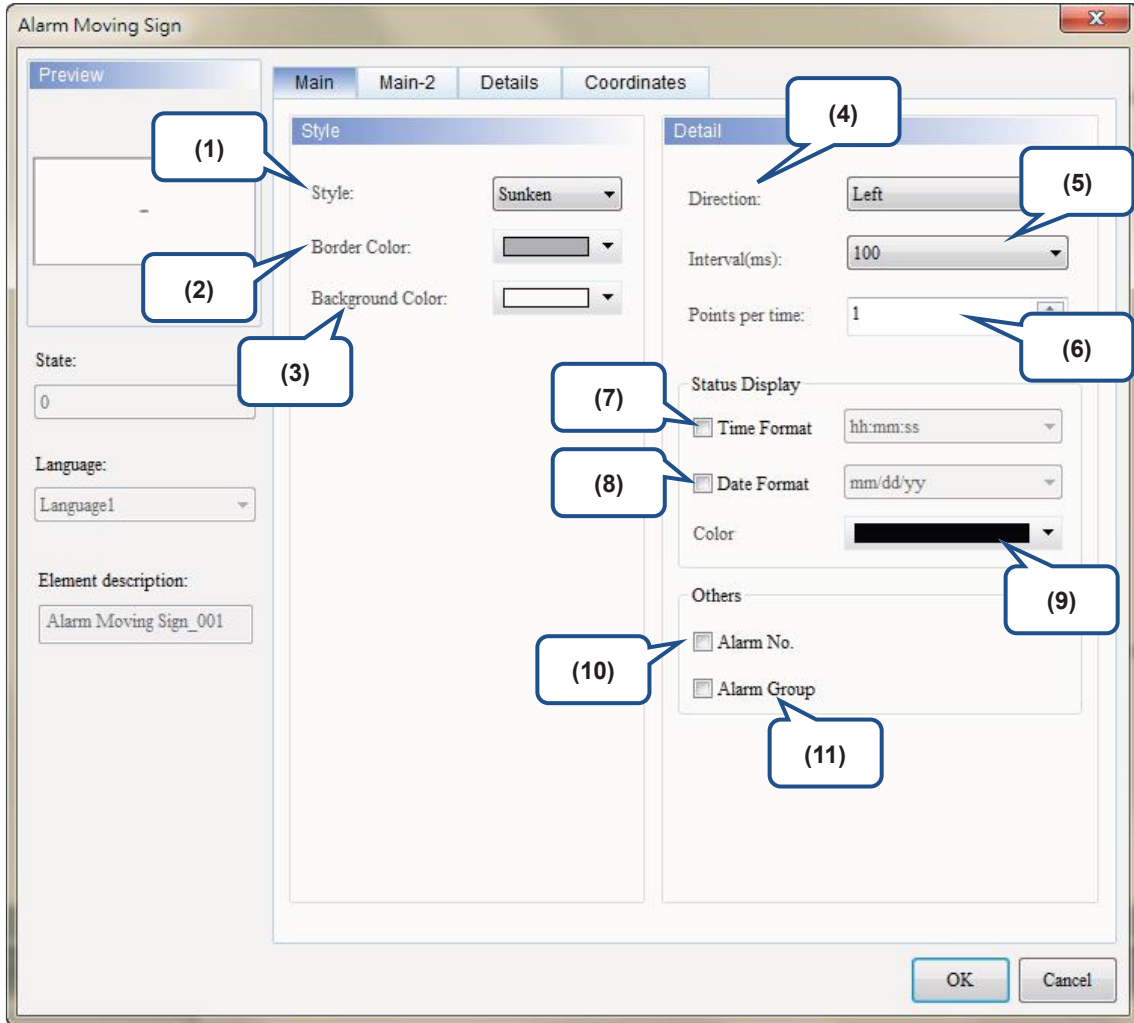 Alarm Moving Sign
x
Preview
-
State:
0
Language:
Language1
Element description:
Alarm Moving Sign_001
Main Main-2 Details Coordinates
Style
(1)
Style: Sunken
(2)
Border Color:
(3)
Background Color:
Detail
(4)
Direction: Left
(5)
Interval(ms): 100
Points per time: 1
(6)
Status Display
(7)
Time Format hh:mm:ss
(8)
Date Format mm/dd/yy
Color
(9)
Others
(10)
Alarm No.
Alarm Group
(11)
OK Cancel